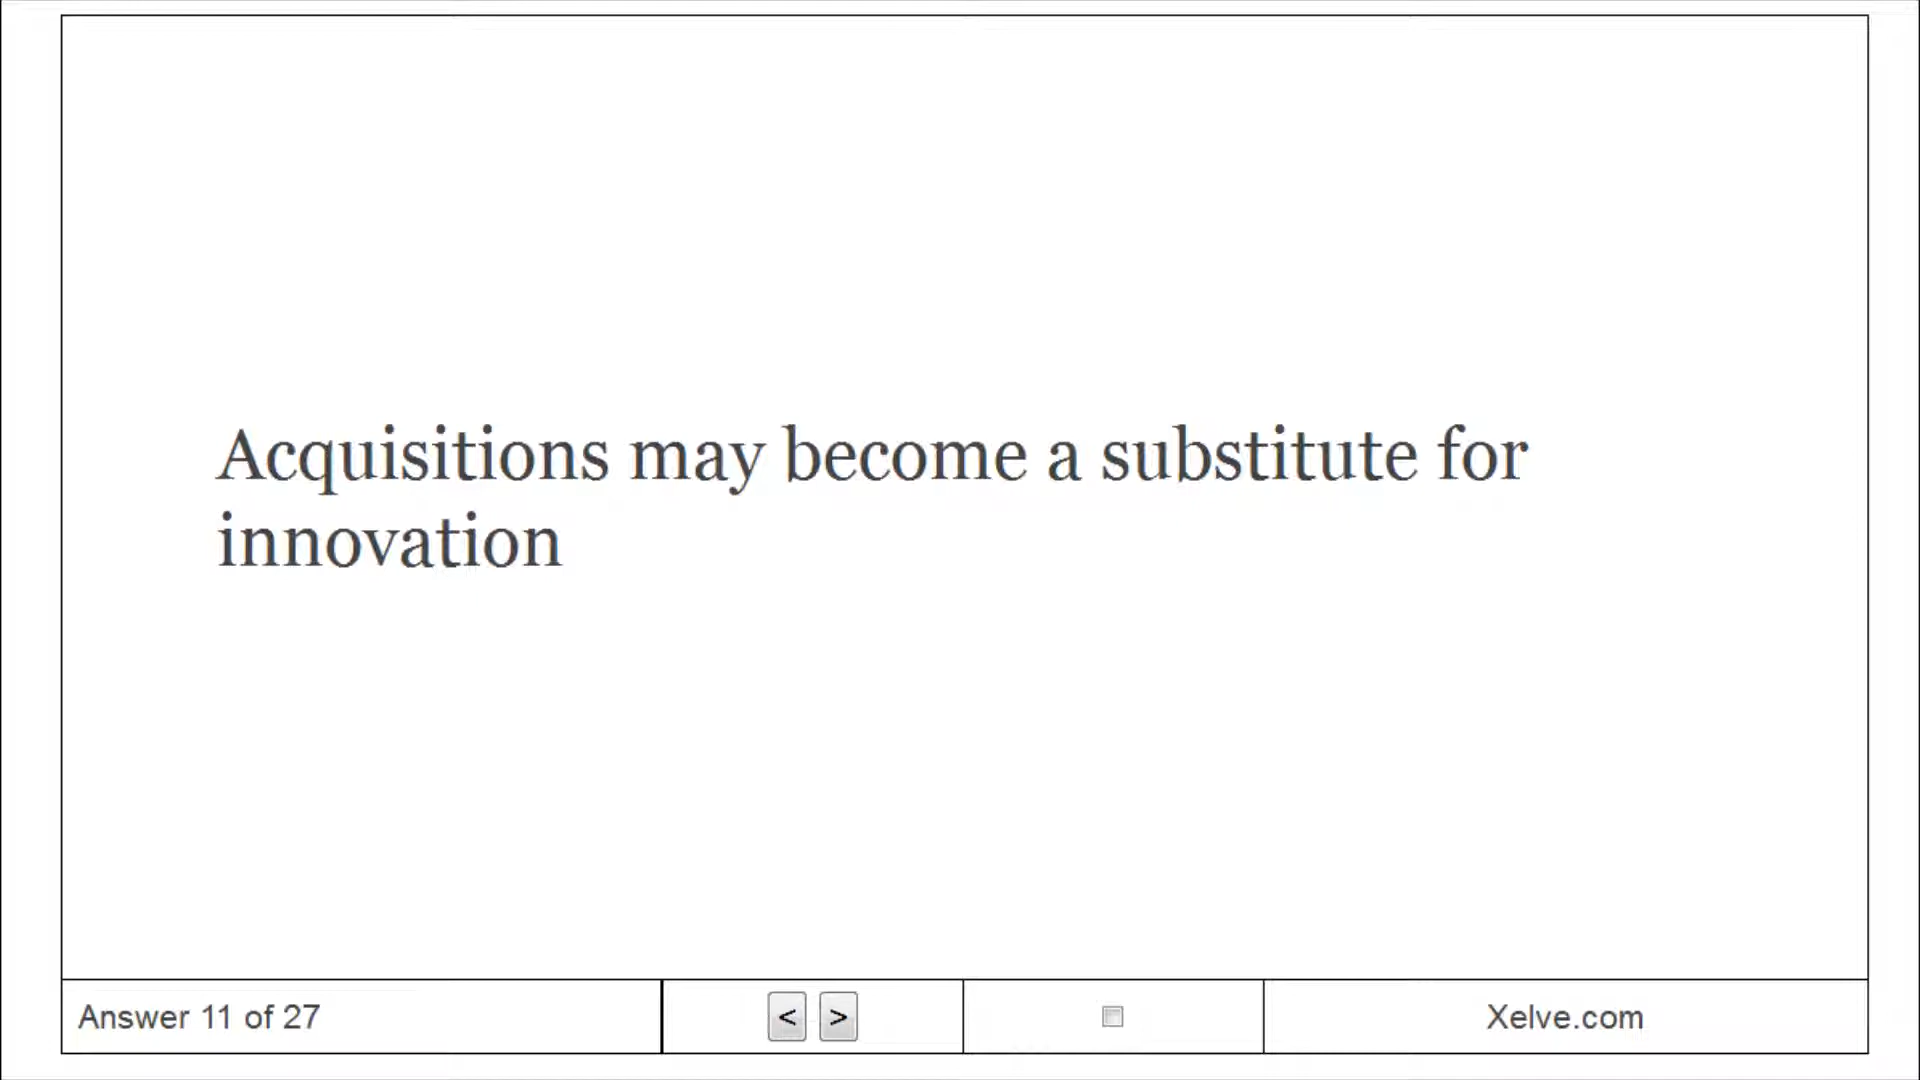 Acquisitions may become a substitute for
innovation
Answer 11 of 27
< >
Xelve.com